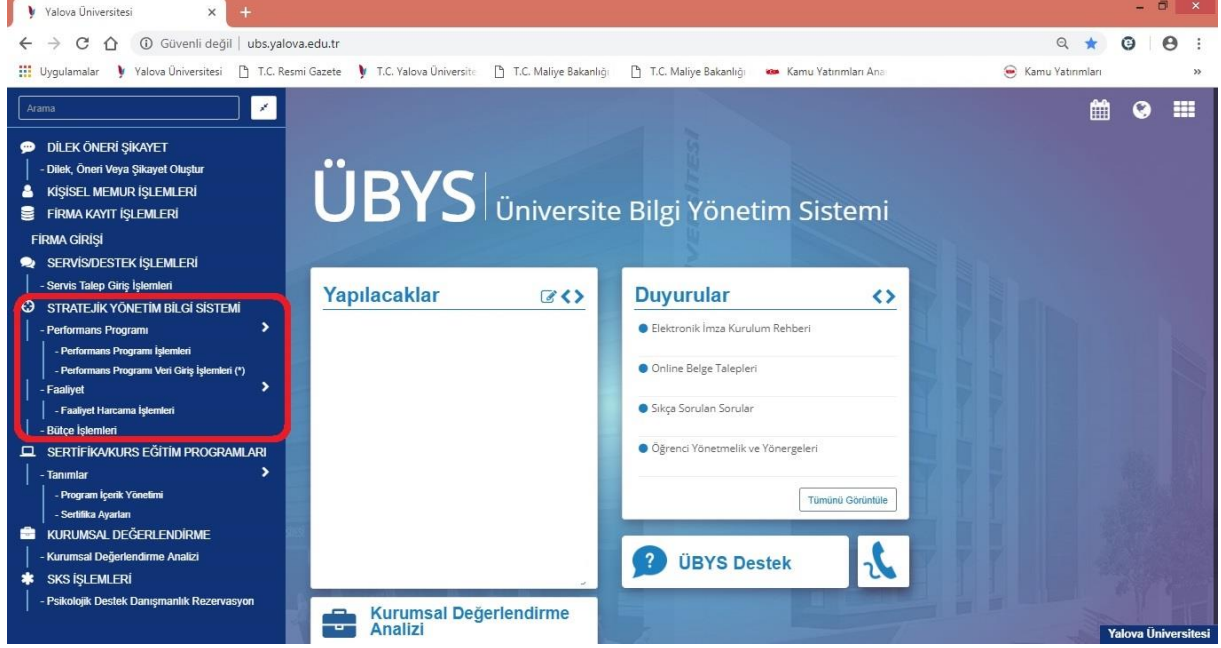 Yalova Üniversitesi
Güvenli değil | ubs.yalova.edu.tr
Uygulamalar Yalova Üniversitesi T.C. Resmi Gazete T.C. Yalova Üniversite T.C. Maliye Bakanlığı T.C. Maliye Bakanlığı Kamu Yatırımları Ana Kamu Yatırımları
Arama
DİLEK ÖNERİ ŞİKAYET
- Dilek, Öneri Veya Şikayet Oluştur
KİŞİSEL MEMUR İŞLEMLERİ
FİRMA KAYIT İŞLEMLERİ
FİRMA GİRİŞİ
SERVİS/DESTEK İŞLEMLERİ
- Servis Talep Giriş İşlemleri
STRATEJİK YÖNETİM BİLGİ SİSTEMİ
- Performans Programı
- Performans Programı İşlemleri
- Performans Programı Veri Giriş İşlemleri (*)
- Faaliyet
- Faaliyet Harcama İşlemleri
- Bütçe İşlemleri
SERTİFİKA/KURS EĞİTİM PROGRAMLARI
- Tanımlar
- Program İçerik Yönetimi
- Sertifika Ayarları
KURUMSAL DEĞERLENDİRME
- Kurumsal Değerlendirme Analizi
SKS İŞLEMLERİ
- Psikolojik Destek Danışmanlık Rezervasyon
ÜBYS Üniversite Bilgi Yönetim Sistemi
Yapılacaklar
Duyurular
Elektronik İmza Kurulum Rehberi
Online Belge Talepleri
Sıkça Sorulan Sorular
Öğrenci Yönetmelik ve Yönergeleri
Tümünü Görüntüle
ÜBYS Destek
Kurumsal Değerlendirme
Analizi
Yalova Üniversitesi